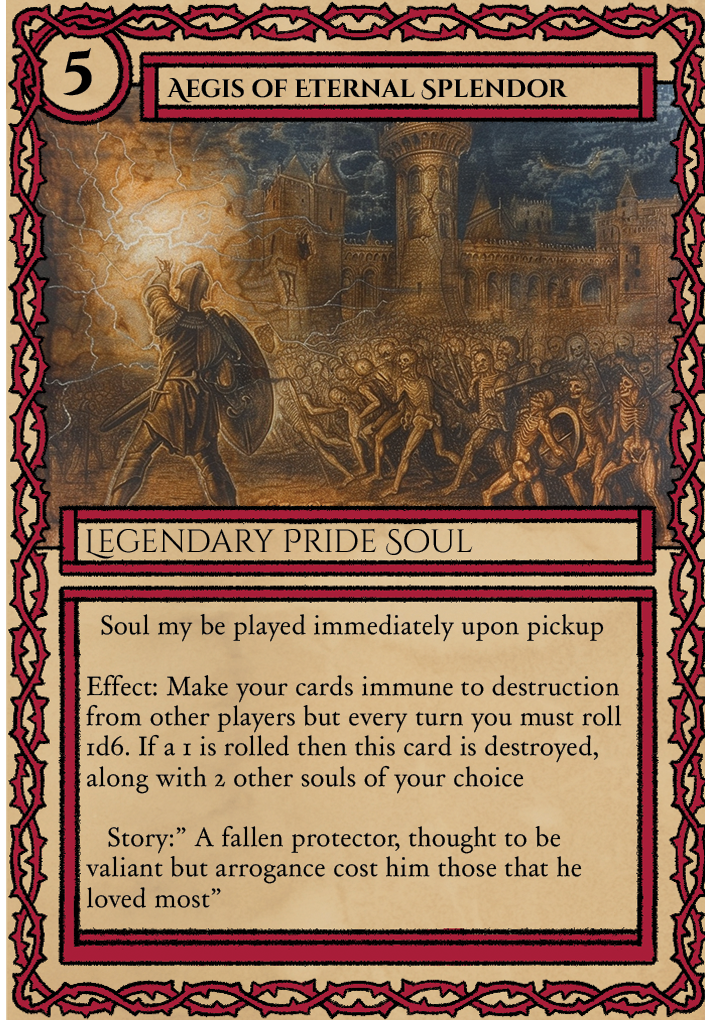 5
Aegis of Eternal Splendor
Legendary Pride Soul
Soul my be played immediately upon pickup
Effect: Make your cards immune to destruction
from other players but every turn you must roll
1d6. If a 1 is rolled then this card is destroyed,
along with 2 other souls of your choice
Story:” A fallen protector, thought to be
valiant but arrogance cost him those that he
loved most”